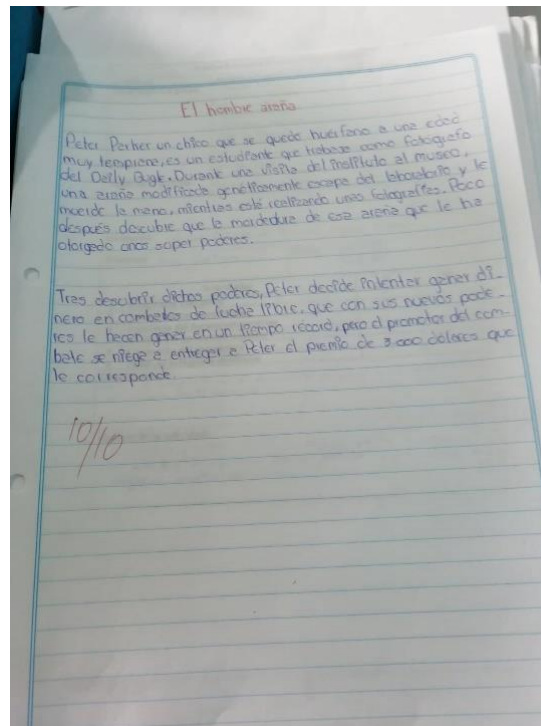 El hombre araña
Peter Parker un chico que se quedo huerfano a una edad
muy temprana, es un estudiante que trabaja como fotografo
del Daily Bugle. Durante una visita del instituto al museo,
una araña modificada genéticamente escapa del laboratorio y le
muerde la mano, mientras está realizando unas fotografías. Poco
después descubre que la mordedura de esa araña que le ha
otorgado unos super poderes.
Tras descubrir dichos poderes, Peter decide intentar ganar di-
nero en combates de lucha libre, que con sus nuevos pode-
res le hacen ganar en un tiempo récord, pero el promotor del com-
bate se niega a entregar a Peter el premio de 3.000 dólares que
le corresponde.
10/10